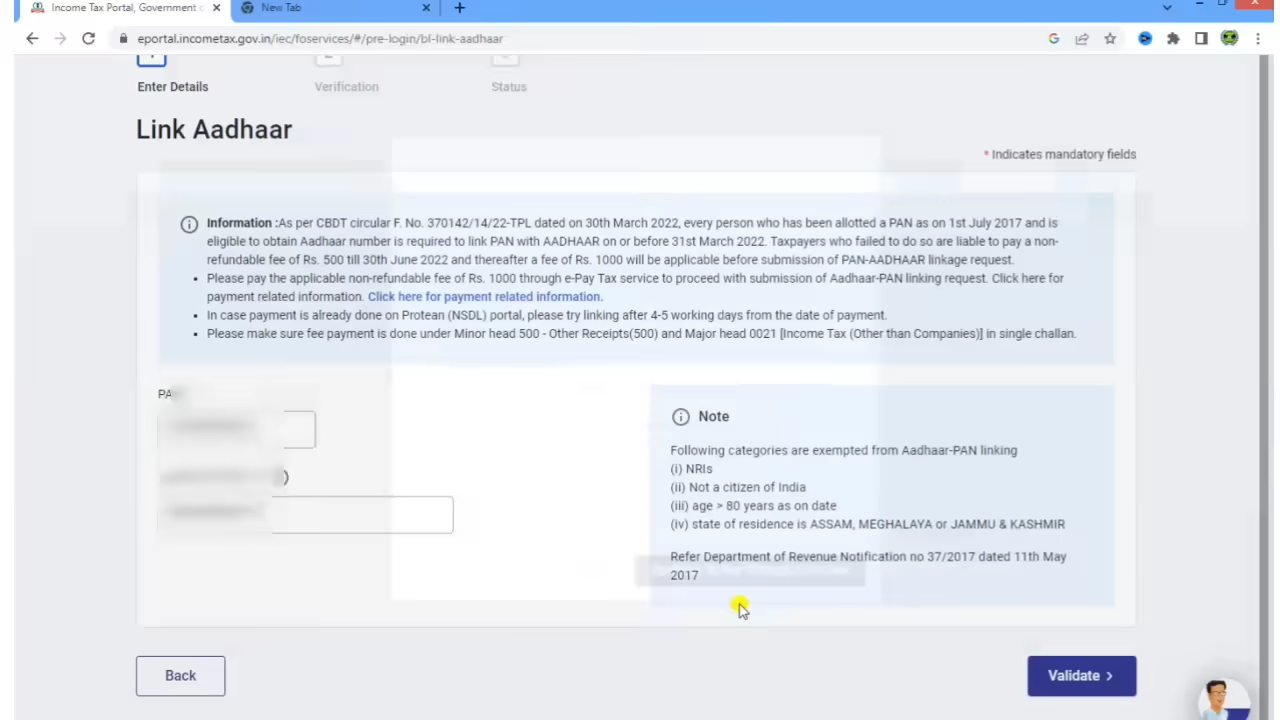 Income Tax Portal, Government
New Tab
eportal.incometax.gov.in/iec/foservices/#/pre-login/bl-link-aadhaar
Enter Details
Verification
Status
Link Aadhaar
* Indicates mandatory fields
Information :As per CBDT circular F. No. 370142/14/22-TPL dated on 30th March 2022, every person who has been allotted a PAN as on 1st July 2017 and is
eligible to obtain Aadhaar number is required to link PAN with AADHAAR on or before 31st March 2022. Taxpayers who failed to do so are liable to pay a non-
refundable fee of Rs. 500 till 30th June 2022 and thereafter a fee of Rs. 1000 will be applicable before submission of PAN-AADHAAR linkage request.
• Please pay the applicable non-refundable fee of Rs. 1000 through e-Pay Tax service to proceed with submission of Aadhaar-PAN linking request. Click here for
payment related information. Click here for payment related information.
• In case payment is already done on Protean (NSDL) portal, please try linking after 4-5 working days from the date of payment.
• Please make sure fee payment is done under Minor head 500 - Other Receipts(500) and Major head 0021 [Income Tax (Other than Companies)] in single challan.
PA
Note
Following categories are exempted from Aadhaar-PAN linking
(i) NRIs
(ii) Not a citizen of India
(iii) age > 80 years as on date
(iv) state of residence is ASSAM, MEGHALAYA or JAMMU & KASHMIR
Refer Department of Revenue Notification no 37/2017 dated 11th May
2017
Back
Validate >